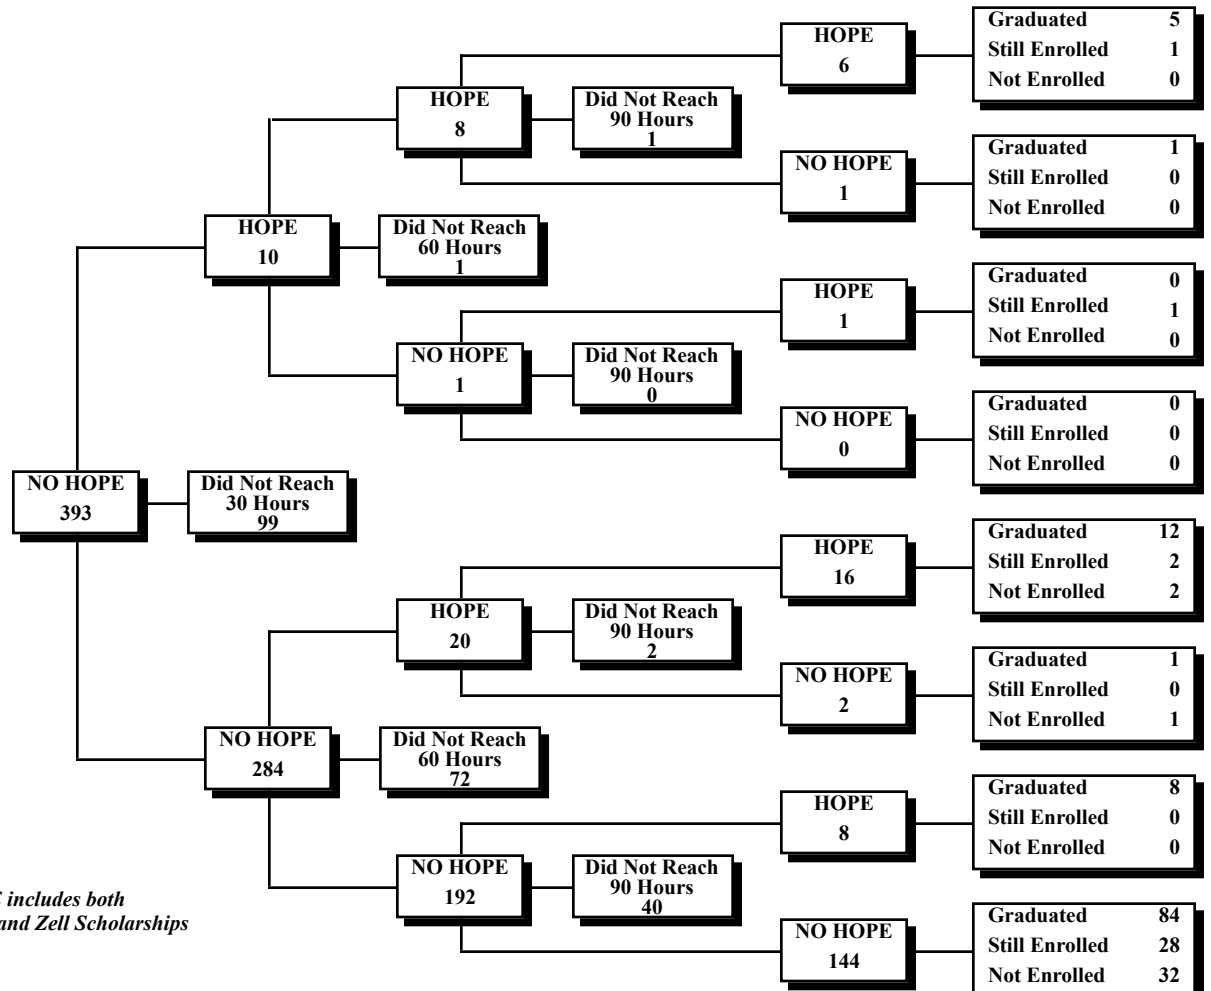 Graduated 5
Still Enrolled 1
Not Enrolled 0
HOPE
6
HOPE
8
Did Not Reach
90 Hours
1
NO HOPE
1
Graduated 1
Still Enrolled 0
Not Enrolled 0
HOPE
10
Did Not Reach
60 Hours
1
HOPE
1
Graduated 0
Still Enrolled 1
Not Enrolled 0
NO HOPE
1
Did Not Reach
90 Hours
0
NO HOPE
0
Graduated 0
Still Enrolled 0
Not Enrolled 0
NO HOPE
393
Did Not Reach
30 Hours
99
HOPE
16
Graduated 12
Still Enrolled 2
Not Enrolled 2
HOPE
20
Did Not Reach
90 Hours
2
NO HOPE
2
Graduated 1
Still Enrolled 0
Not Enrolled 1
NO HOPE
284
Did Not Reach
60 Hours
72
HOPE
8
Graduated 8
Still Enrolled 0
Not Enrolled 0
NO HOPE
192
Did Not Reach
90 Hours
40
NO HOPE
144
Graduated 84
Still Enrolled 28
Not Enrolled 32
includes both
and Zell Scholarships